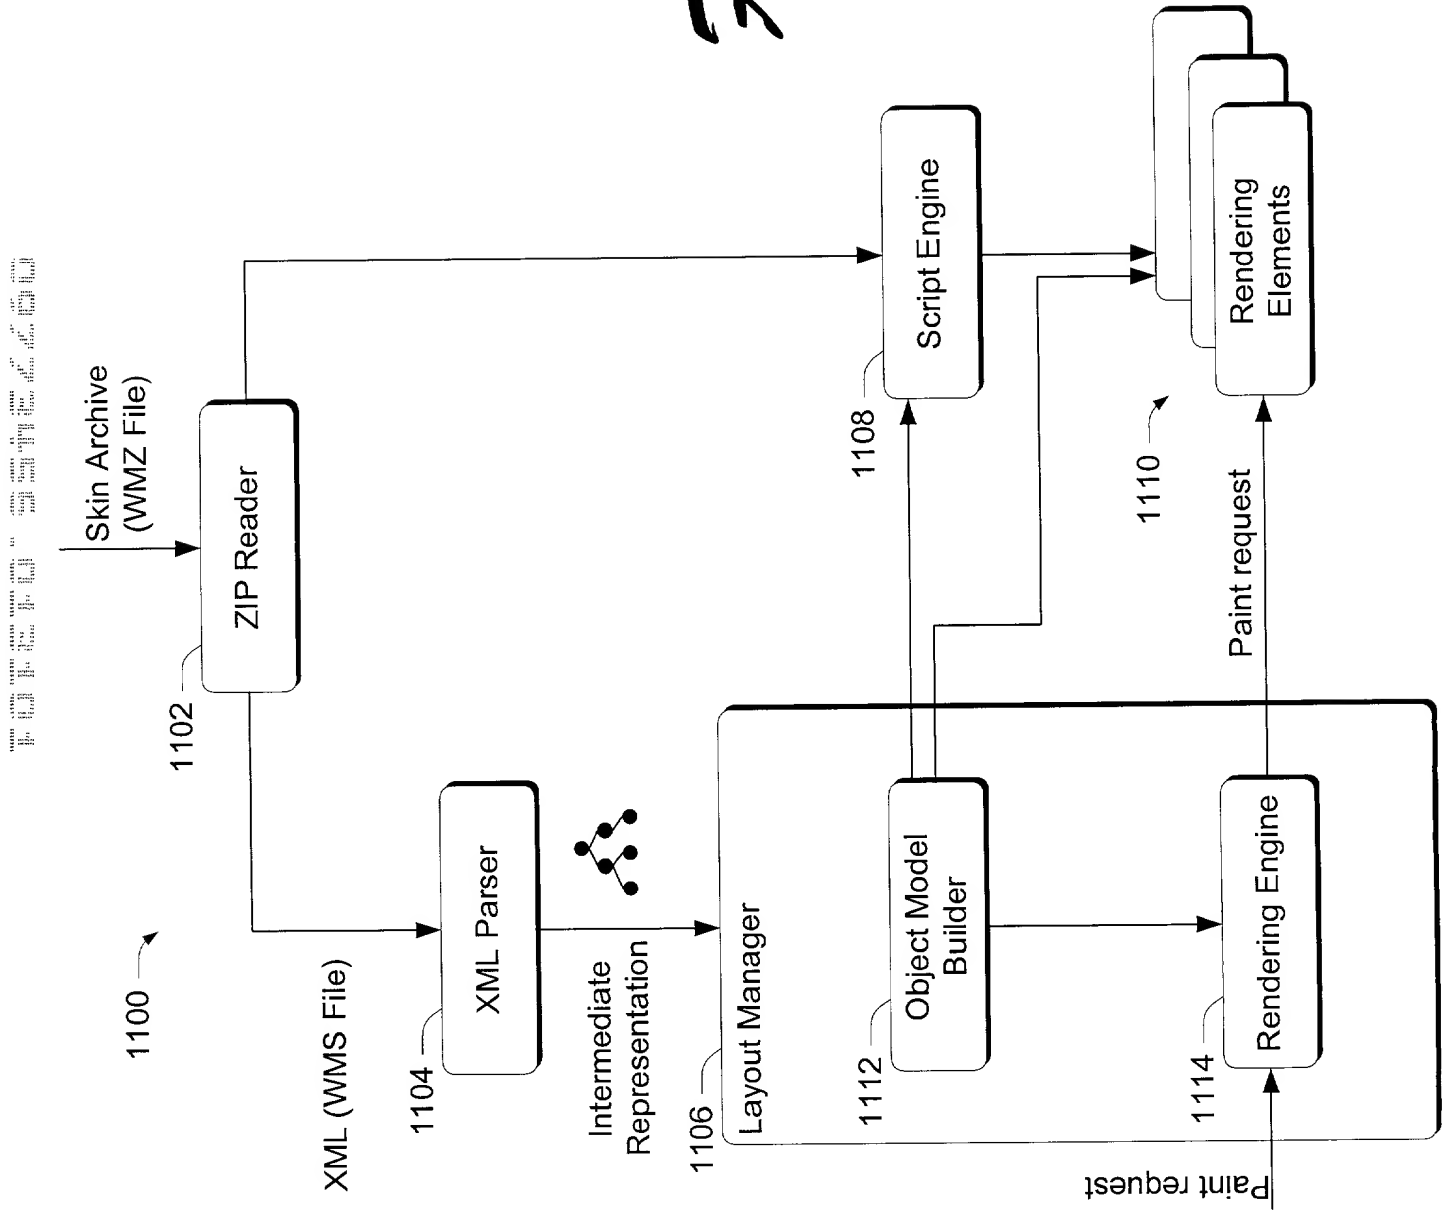 Skin Archive
(WMZ File)
ZIP Reader
1102
1100
XML (WMS File)
XML Parser
1104
Intermediate
Representation
Script Engine
1108
Layout Manager
1106
Object Model
Builder
1112
Rendering Engine
1114
Paint request
Paint request
Rendering
Elements
1110